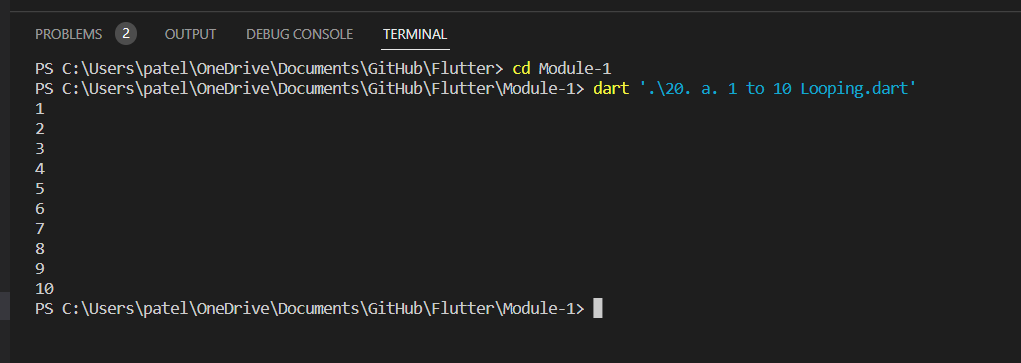 PROBLEMS 2 OUTPUT DEBUG CONSOLE TERMINAL
PS C:\Users\patel\OneDrive\Documents\GitHub\Flutter> cd Module-1
PS C:\Users\patel\OneDrive\Documents\GitHub\Flutter\Module-1> dart '.\20. a. 1 to 10 Looping.dart'
1
2
3
4
5
6
7
8
9
10
PS C:\Users\patel\OneDrive\Documents\GitHub\Flutter\Module-1>